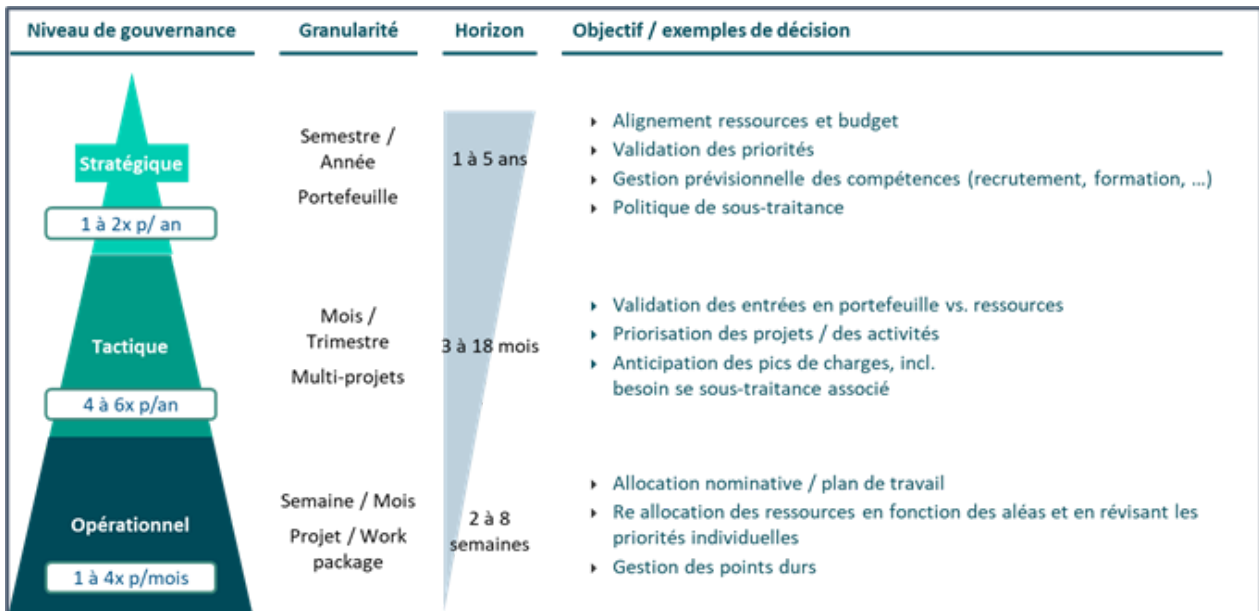 Niveau de gouvernance
Granularité
Horizon
Objectif / exemples de décision
Stratégique
1 à 2x p/ an
Semestre /
Année
Portefeuille
1 à 5 ans
Alignement ressources et budget
Validation des priorités
Gestion prévisionnelle des compétences (recrutement, formation, …)
Politique de sous-traitance
Tactique
4 à 6x p/an
Mois /
Trimestre
Multi-projets
3 à 18 mois
Validation des entrées en portefeuille vs. ressources
Priorisation des projets / des activités
Anticipation des pics de charges, incl.
besoin se sous-traitance associé
Opérationnel
1 à 4x p/mois
Semaine / Mois
Projet / Work
package
2 à 8
semaines
Allocation nominative / plan de travail
Re allocation des ressources en fonction des aléas et en révisant les
priorités individuelles
Gestion des points durs